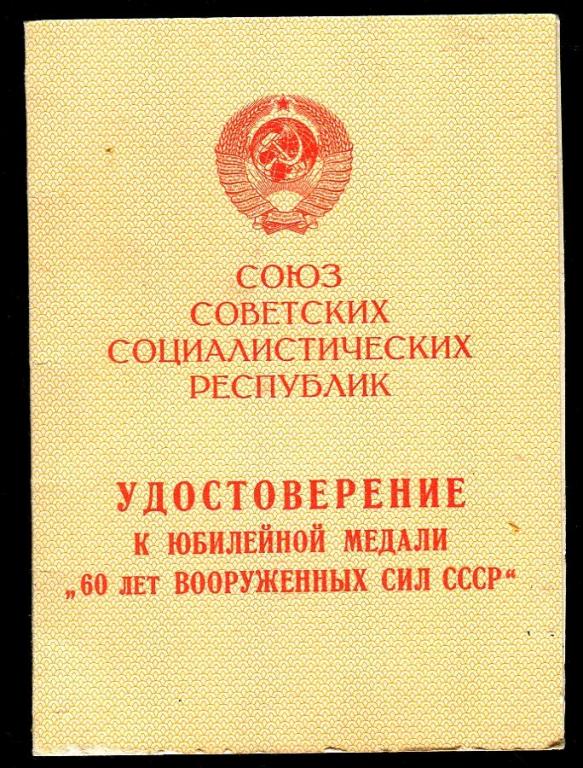 СОЮЗ
СОВЕТСКИХ
СОЦИАЛИСТИЧЕСКИХ
РЕСПУБЛИК
УДОСТОВЕРЕНИЕ
К ЮБИЛЕЙНОЙ МЕДАЛИ
„60 ЛЕТ ВООРУЖЕННЫХ СИЛ СССР“